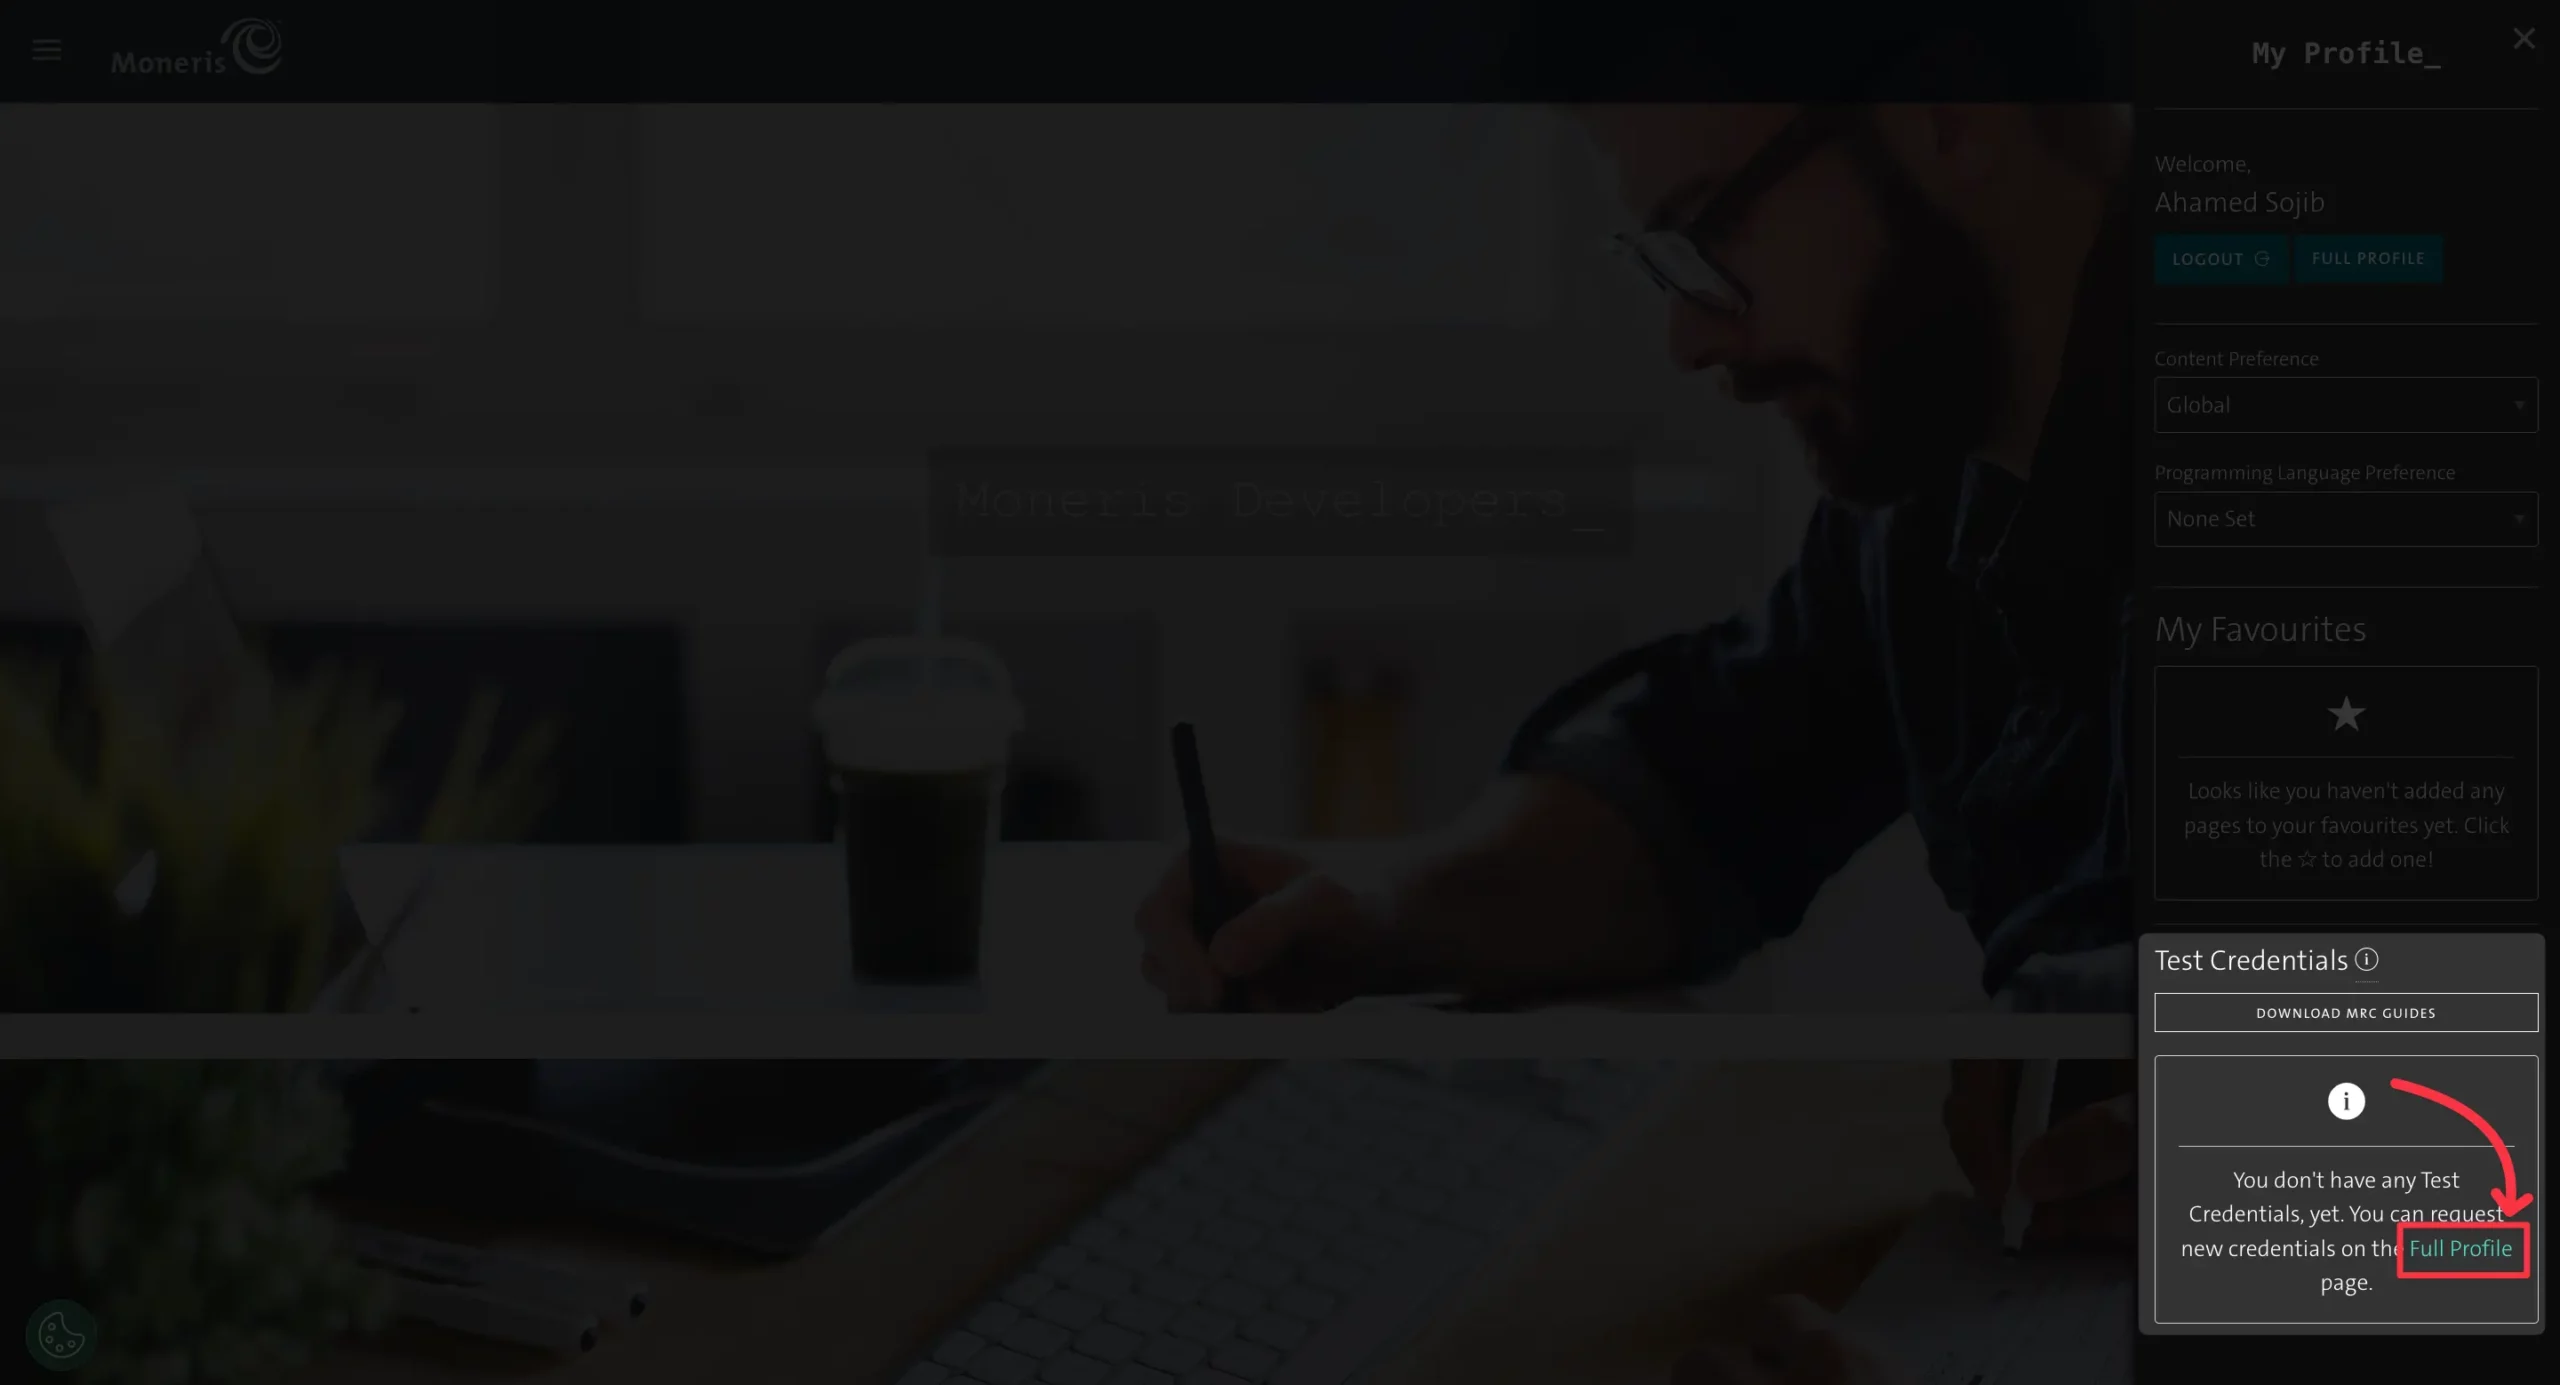 Moneris
My Profile_
Welcome,
Ahamed Sojib
LOGOUT
FULL PROFILE
Content Preference
Global
Programming Language Preference
None Set
Moneris Developers_
My Favourites
Looks like you haven't added any
pages to your favourites yet. Click
the ☆ to add one!
Test Credentials
DOWNLOAD MRC GUIDES
You don't have any Test
Credentials, yet. You can request
new credentials on the Full Profile
page.